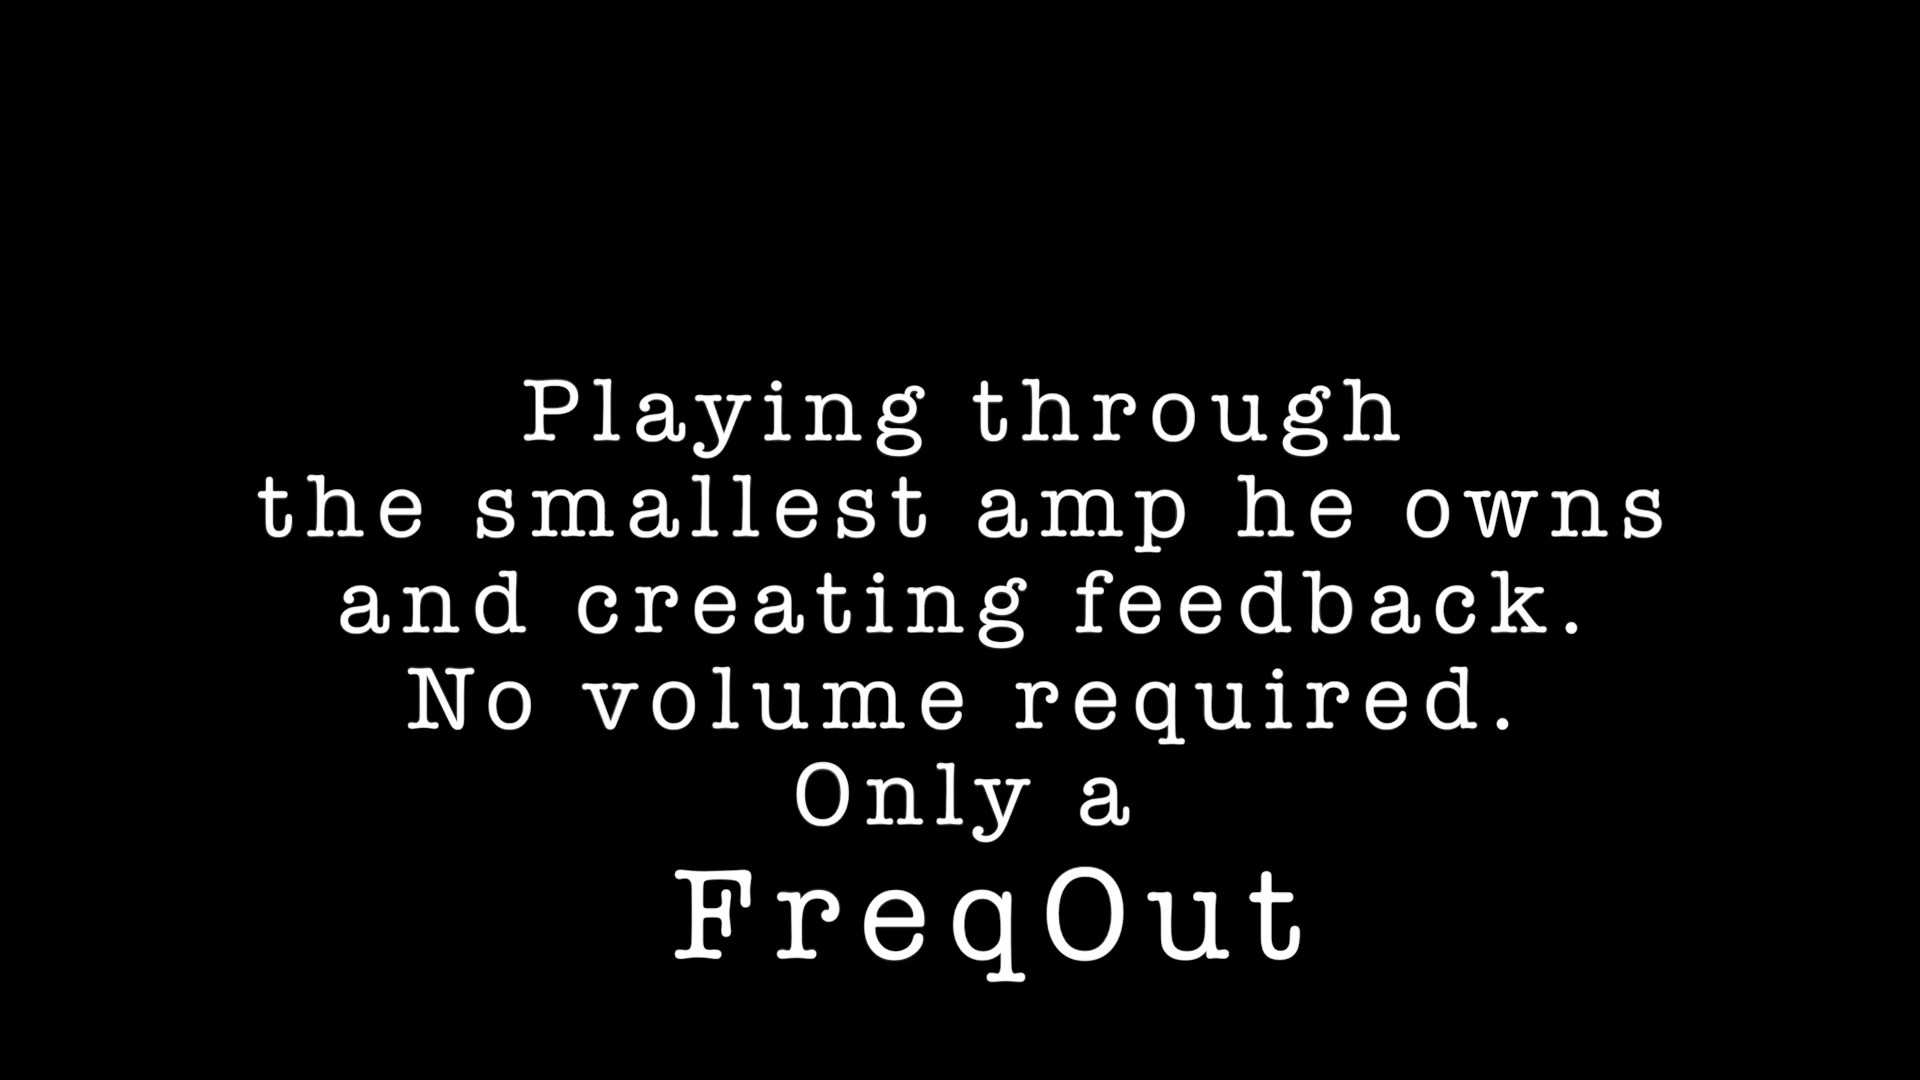 Playing through
the smallest amp he owns
and creating feedback.
No volume required.
Only a
FreqOut